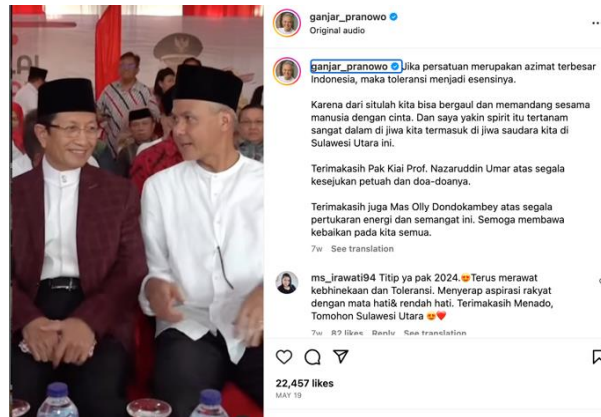 LAI
ganjar_pranowo
Original audio
ganjar_pranowo Jika persatuan merupakan azimat terbesar
Indonesia, maka toleransi menjadi esensinya.
Karena dari situlah kita bisa bergaul dan memandang sesama
manusia dengan cinta. Dan saya yakin spirit itu tertanam
sangat dalam di jiwa kita termasuk di jiwa saudara kita di
Sulawesi Utara ini.
Terimakasih Pak Kiai Prof. Nazaruddin Umar atas segala
kesejukan petuah dan doa-doanya.
Terimakasih juga Mas Olly Dondokambey atas segala
pertukaran energi dan semangat ini. Semoga membawa
kebaikan pada kita semua.
7w See translation
ms_irawati94 Titip ya pak 2024.😍Terus merawat
kebhinekaan dan Toleransi. Menyerap aspirasi rakyat
dengan mata hati& rendah hati. Terimakasih Menado,
Tomohon Sulawesi Utara 😍❤️
7w 82 likes Reply See translation
22,457 likes
MAY 19